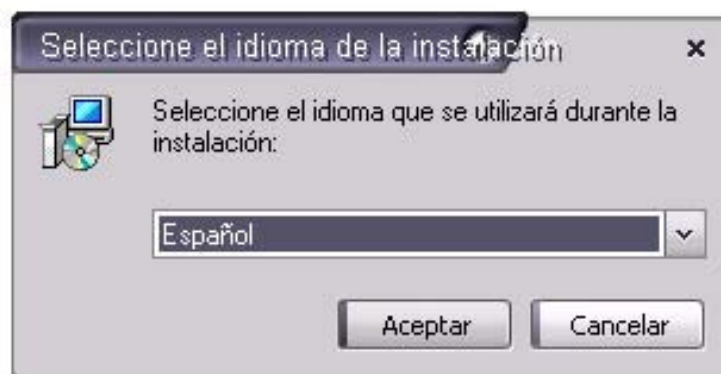 Seleccione el idioma de la instalación
Seleccione el idioma que se utilizará durante la
instalación:
Español
Aceptar
Cancelar